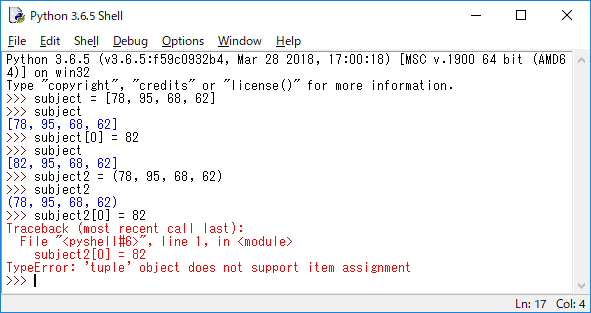 Python 3.6.5 Shell
File Edit Shell Debug Options Window Help
Python 3.6.5 (v3.6.5:f59c0932b4, Mar 28 2018, 17:00:18) [MSC v.1900 64 bit (AMD6
4)] on win32
Type "copyright", "credits" or "license()" for more information.
>>> subject = [78, 95, 68, 62]
>>> subject
[78, 95, 68, 62]
>>> subject[0] = 82
>>> subject
[82, 95, 68, 62]
>>> subject2 = (78, 95, 68, 62)
>>> subject2
(78, 95, 68, 62)
>>> subject2[0] = 82
Traceback (most recent call last):
  File "<pyshell#6>", line 1, in <module>
    subject2[0] = 82
TypeError: 'tuple' object does not support item assignment
>>>
Ln: 17 Col: 4